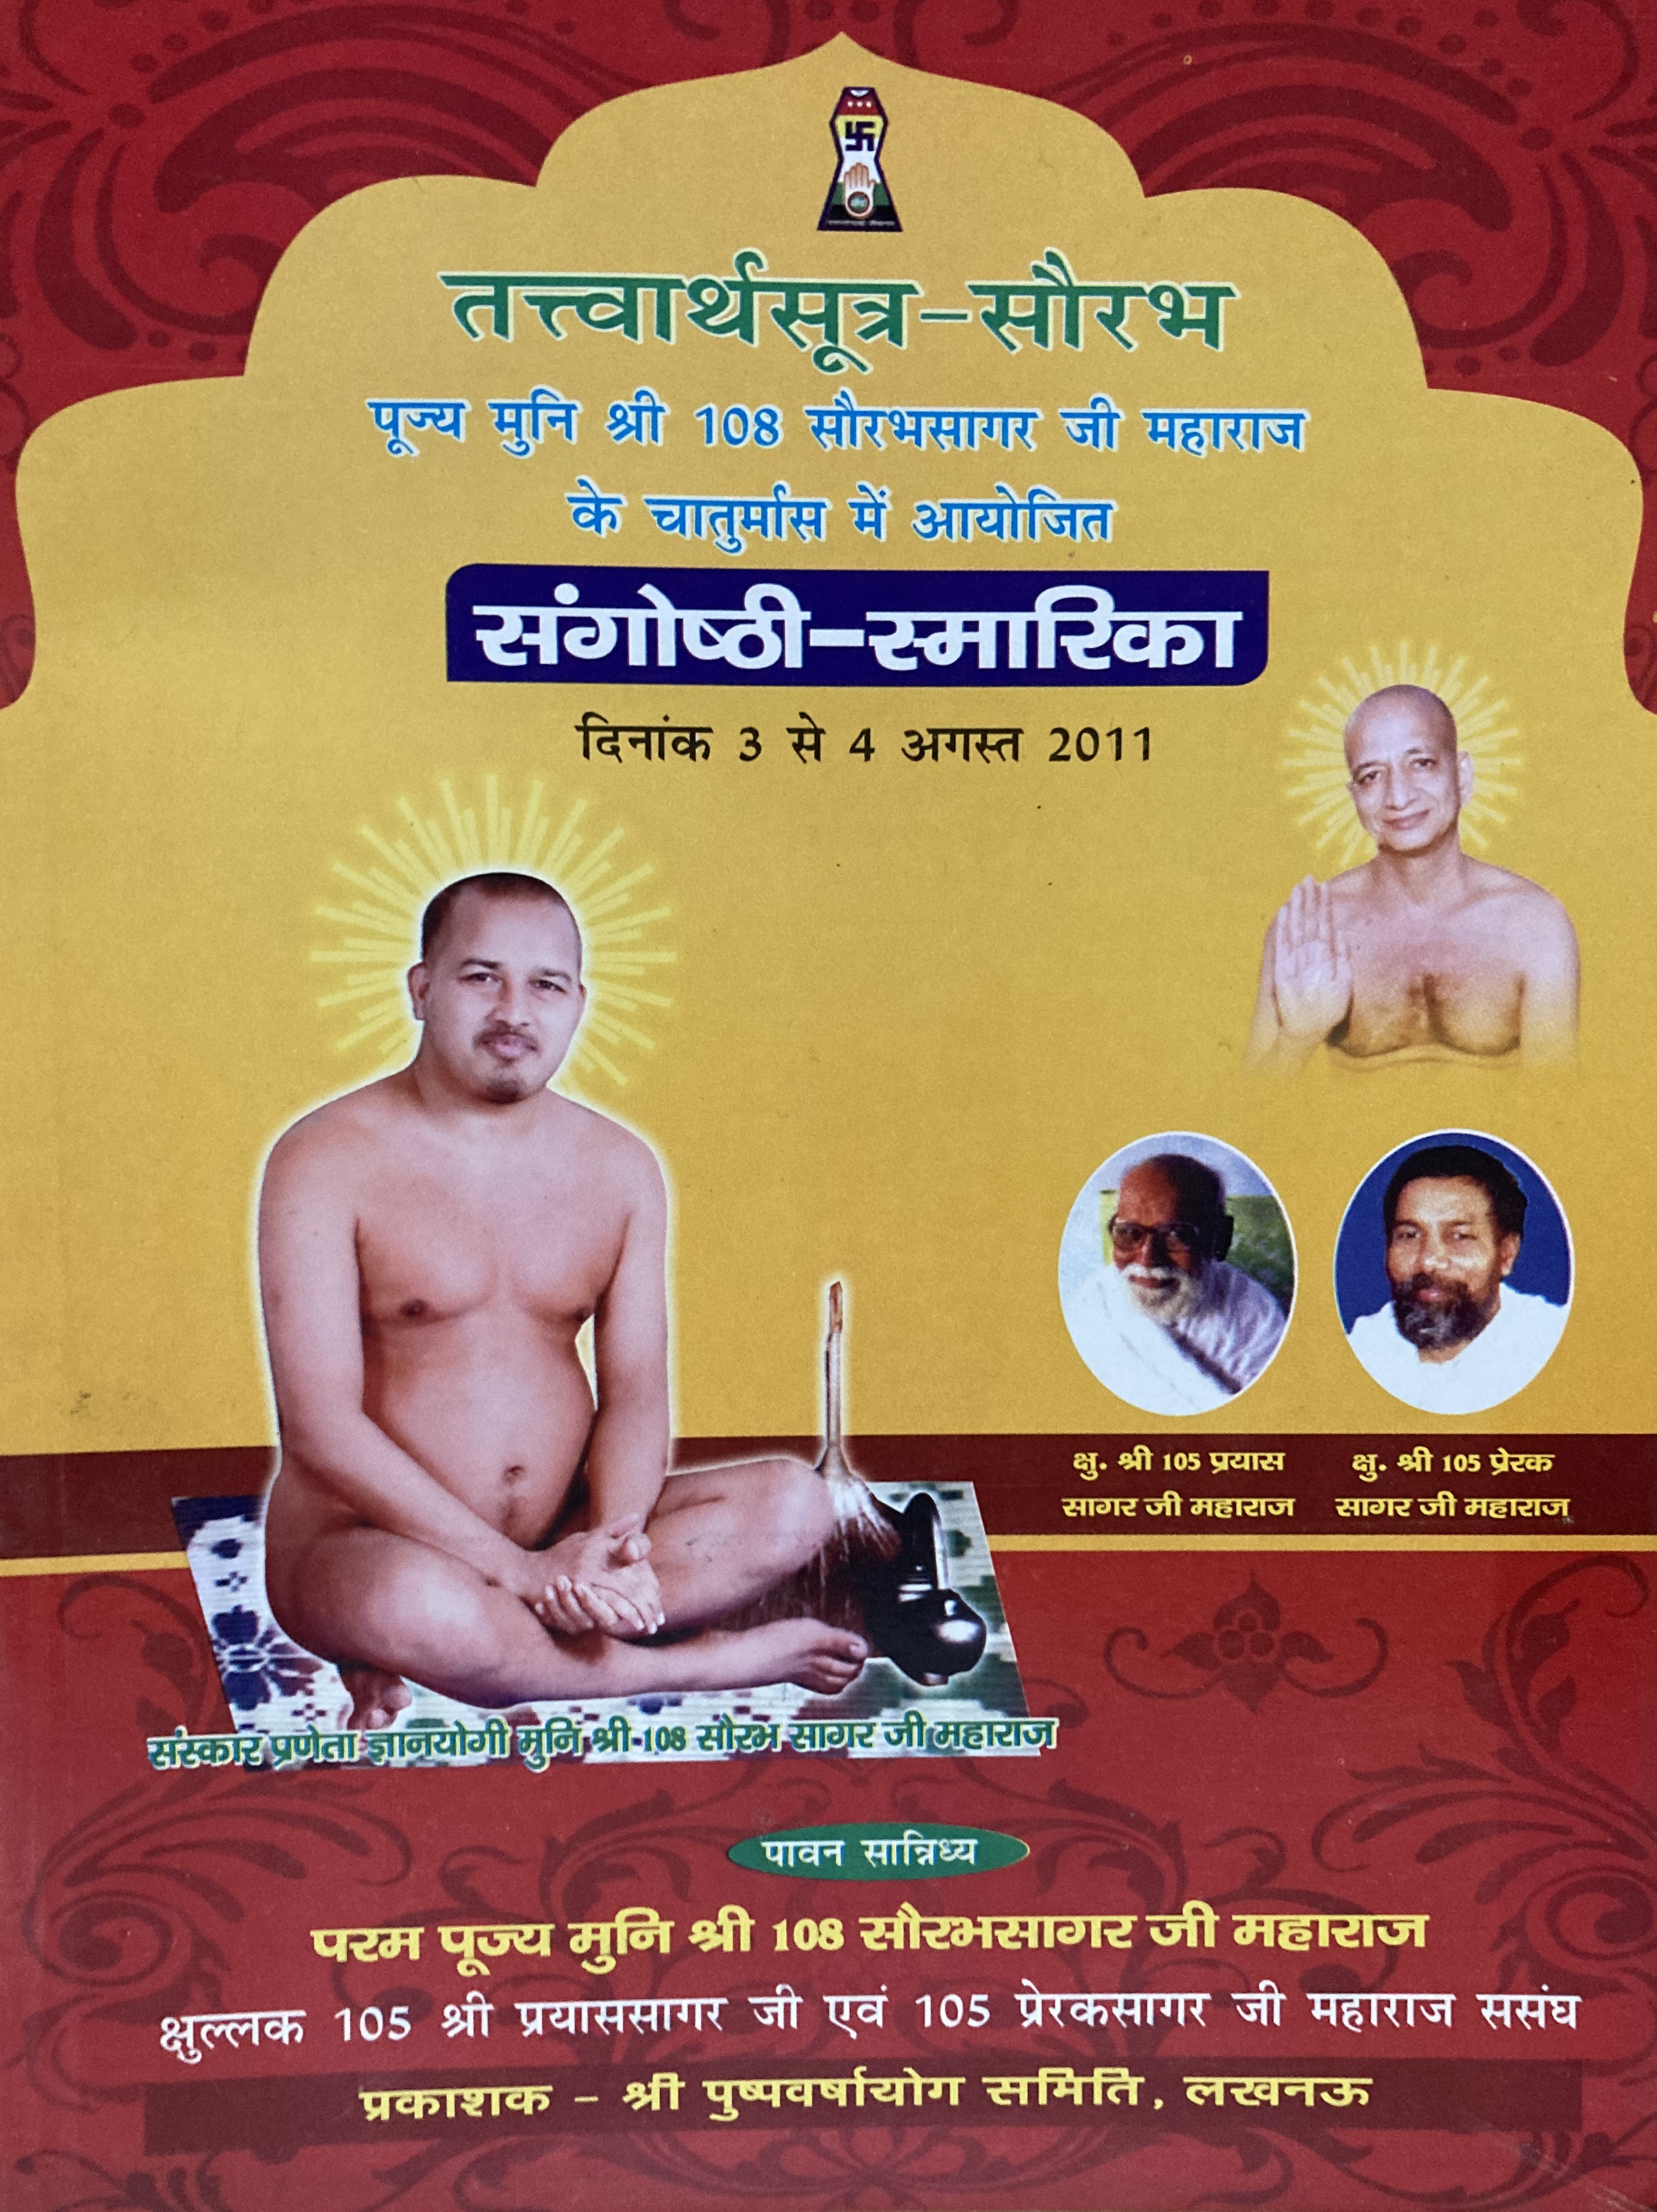 तत्त्वार्थसूत्र-सौरभ
पूज्य मुनि श्री 108 सौरभसागर जी महाराज
के चातुर्मास में आयोजित
संगोष्ठी-स्मारिका
दिनांक 3 से 4 अगस्त 2011
क्षु. श्री 105 प्रयास
सागर जी महाराज
क्षु. श्री 105 प्रेरक
सागर जी महाराज
संस्कार प्रणेता ज्ञानयोगी मुनि श्री 108 सौरभ सागर जी महाराज
पावन सान्निध्य
परम पूज्य मुनि श्री 108 सौरभसागर जी महाराज
क्षुल्लक 105 श्री प्रयाससागर जी एवं 105 प्रेरकसागर जी महाराज ससंघ
प्रकाशक - श्री पुष्पवर्षायोग समिति, लखनऊ